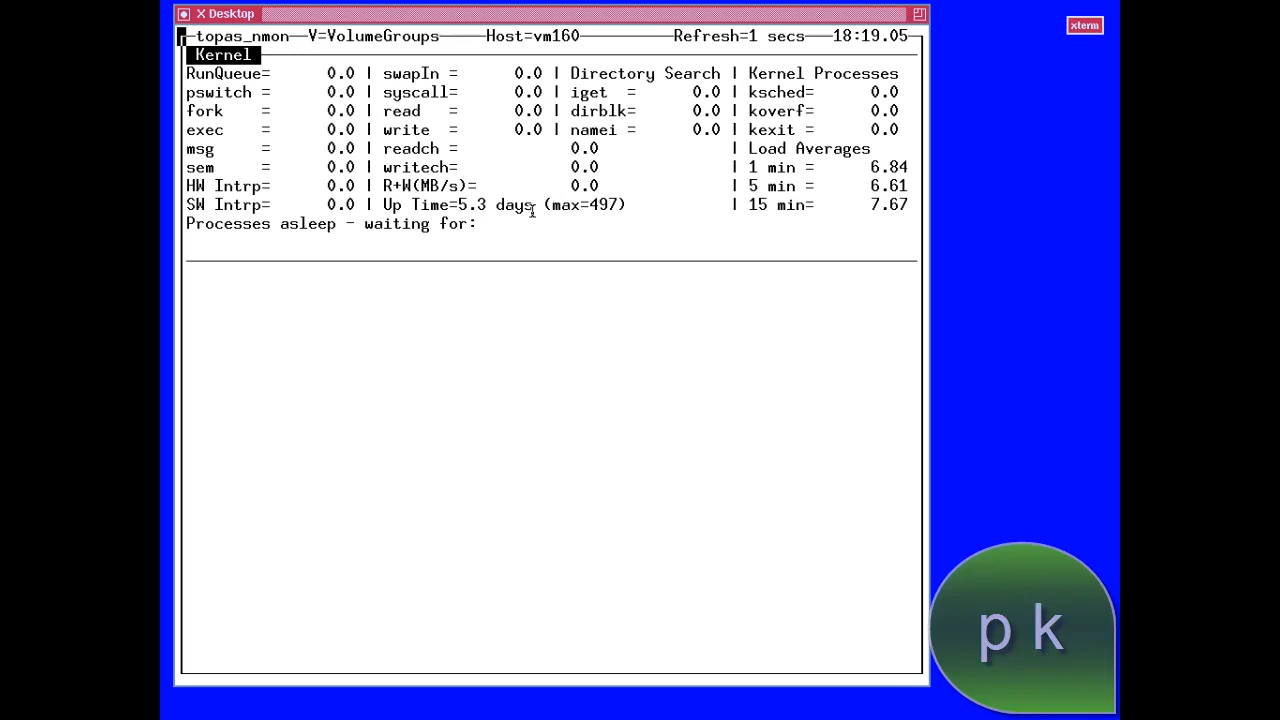 X Desktop
xterm
topas_nmon V=VolumeGroups Host=vm160 Refresh=1 secs 18:19.05
Kernel
RunQueue= 0.0 | swapIn = 0.0 | Directory Search | Kernel Processes
pswitch = 0.0 | syscall= 0.0 | iget = 0.0 | ksched= 0.0
fork = 0.0 | read = 0.0 | dirblk= 0.0 | koverf= 0.0
exec = 0.0 | write = 0.0 | namei = 0.0 | kexit = 0.0
msg = 0.0 | readch = 0.0 | Load Averages
sem = 0.0 | writech= 0.0 | 1 min = 6.84
HW Intrp= 0.0 | R+W(MB/s)= 0.0 | 5 min = 6.61
SW Intrp= 0.0 | Up Time=5.3 days (max=497) | 15 min= 7.67
Processes asleep - waiting for:
p k